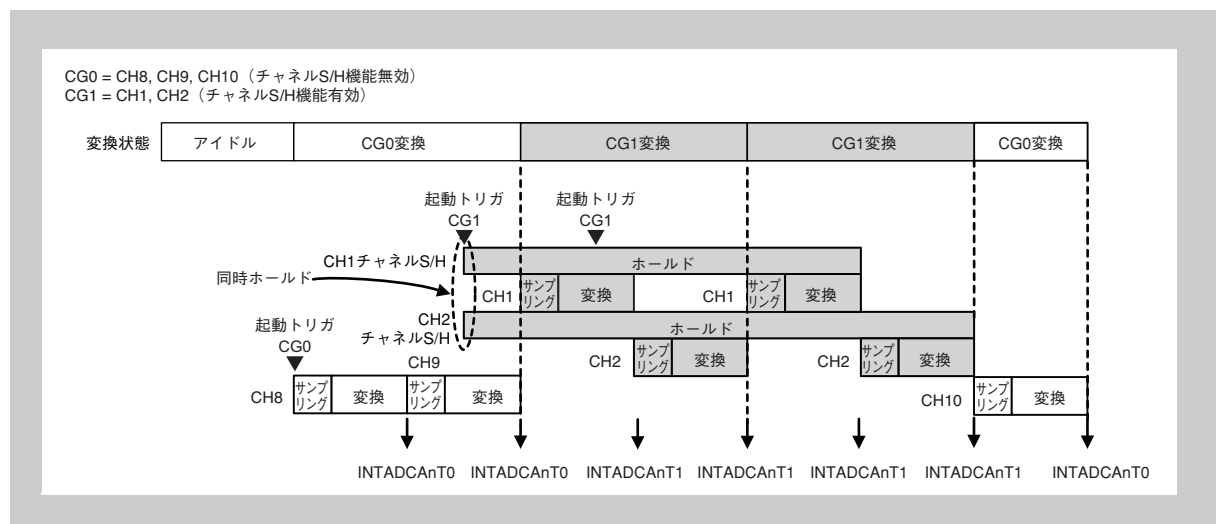 CG0 = CH8, CH9, CH10（チャネルS/H機能無効）
CG1 = CH1, CH2（チャネルS/H機能有効）
変換状態 アイドル CG0変換 CG1変換 CG1変換 CG0変換
起動トリガ 起動トリガ
CG1 CG1
CH1チャネルS/H ホールド
同時ホールド
CH1 サンプ 変換 CH1 サンプ 変換
リング リング
CH2 ホールド
チャネルS/H
起動トリガ
CG0
CH9
CH2 サンプ 変換 CH2 サンプ 変換
リング リング
CH8 サンプ 変換 サンプ 変換 CH10 サンプ 変換
リング リング リング
INTADCAnT0 INTADCAnT0 INTADCAnT1 INTADCAnT1 INTADCAnT1 INTADCAnT1 INTADCAnT0